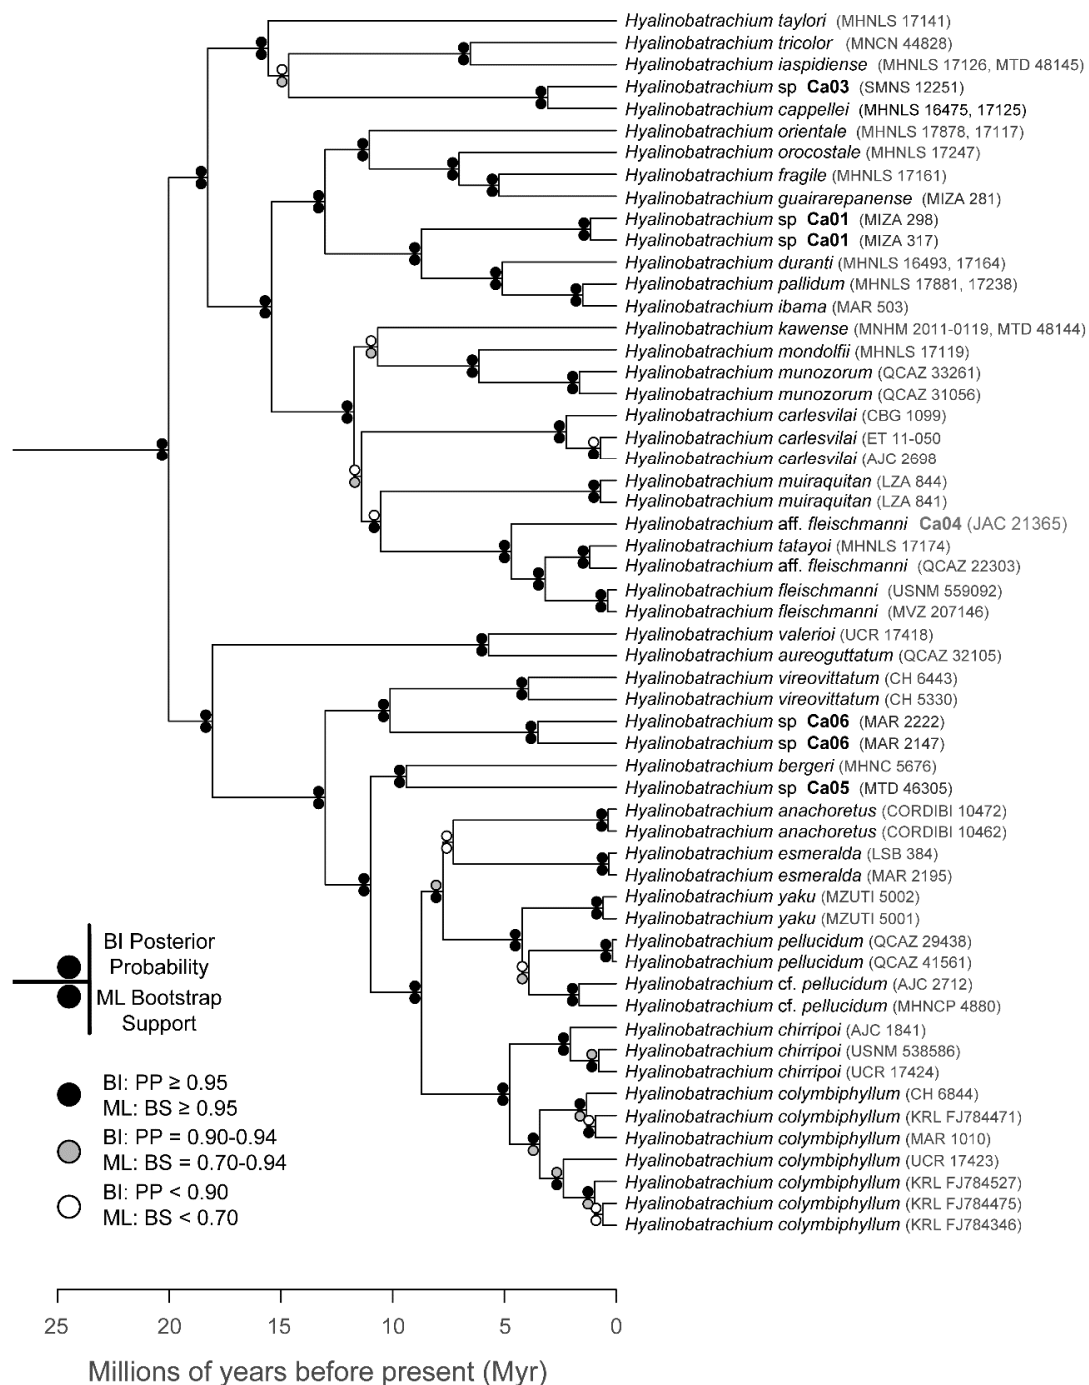 Hyalinobatrachium taylori (MHNLS 17141)
Hyalinobatrachium tricolor (MNCN 44828)
Hyalinobatrachium iaspidiense (MHNLS 17126, MTD 48145)
Hyalinobatrachium sp Ca03 (SMNS 12251)
Hyalinobatrachium cappellei (MHNLS 16475, 17125)
Hyalinobatrachium orientale (MHNLS 17878, 17117)
Hyalinobatrachium orocostale (MHNLS 17247)
Hyalinobatrachium fragile (MHNLS 17161)
Hyalinobatrachium guairarepanense (MIZA 281)
Hyalinobatrachium sp Ca01 (MIZA 298)
Hyalinobatrachium sp Ca01 (MIZA 317)
Hyalinobatrachium duranti (MHNLS 16493, 17164)
Hyalinobatrachium pallidum (MHNLS 17881, 17238)
Hyalinobatrachium ibama (MAR 503)
Hyalinobatrachium kawense (MNHM 2011-0119, MTD 48144)
Hyalinobatrachium mondolfii (MHNLS 17119)
Hyalinobatrachium munozorum (QCAZ 33261)
Hyalinobatrachium munozorum (QCAZ 31056)
Hyalinobatrachium carlesvilai (CBG 1099)
Hyalinobatrachium carlesvilai (ET 11-050
Hyalinobatrachium carlesvilai (AJC 2698
Hyalinobatrachium muiraquitan (LZA 844)
Hyalinobatrachium muiraquitan (LZA 841)
Hyalinobatrachium aff. fleischmanni Ca04 (JAC 21365)
Hyalinobatrachium tatayoi (MHNLS 17174)
Hyalinobatrachium aff. fleischmanni (QCAZ 22303)
Hyalinobatrachium fleischmanni (USNM 559092)
Hyalinobatrachium fleischmanni (MVZ 207146)
Hyalinobatrachium valerioi (UCR 17418)
Hyalinobatrachium aureoguttatum (QCAZ 32105)
Hyalinobatrachium vireovittatum (CH 6443)
Hyalinobatrachium vireovittatum (CH 5330)
Hyalinobatrachium sp Ca06 (MAR 2222)
Hyalinobatrachium sp Ca06 (MAR 2147)
Hyalinobatrachium bergeri (MHNC 5676)
Hyalinobatrachium sp Ca05 (MTD 46305)
Hyalinobatrachium anachoretus (CORDIBI 10472)
Hyalinobatrachium anachoretus (CORDIBI 10462)
Hyalinobatrachium esmeralda (LSB 384)
Hyalinobatrachium esmeralda (MAR 2195)
Hyalinobatrachium yaku (MZUTI 5002)
Hyalinobatrachium yaku (MZUTI 5001)
Hyalinobatrachium pellucidum (QCAZ 29438)
Hyalinobatrachium pellucidum (QCAZ 41561)
Hyalinobatrachium cf. pellucidum (AJC 2712)
Hyalinobatrachium cf. pellucidum (MHNCP 4880)
Hyalinobatrachium chirripoi (AJC 1841)
Hyalinobatrachium chirripoi (USNM 538586)
Hyalinobatrachium chirripoi (UCR 17424)
Hyalinobatrachium colymbiphyllum (CH 6844)
Hyalinobatrachium colymbiphyllum (KRL FJ784471)
Hyalinobatrachium colymbiphyllum (MAR 1010)
Hyalinobatrachium colymbiphyllum (UCR 17423)
Hyalinobatrachium colymbiphyllum (KRL FJ784527)
Hyalinobatrachium colymbiphyllum (KRL FJ784475)
Hyalinobatrachium colymbiphyllum (KRL FJ784346)
BI Posterior
Probability
ML Bootstrap
Support
BI: PP ≥ 0.95
ML: BS ≥ 0.95
BI: PP = 0.90-0.94
ML: BS = 0.70-0.94
BI: PP < 0.90
ML: BS < 0.70
25 20 15 10 5 0
Millions of years before present (Myr)